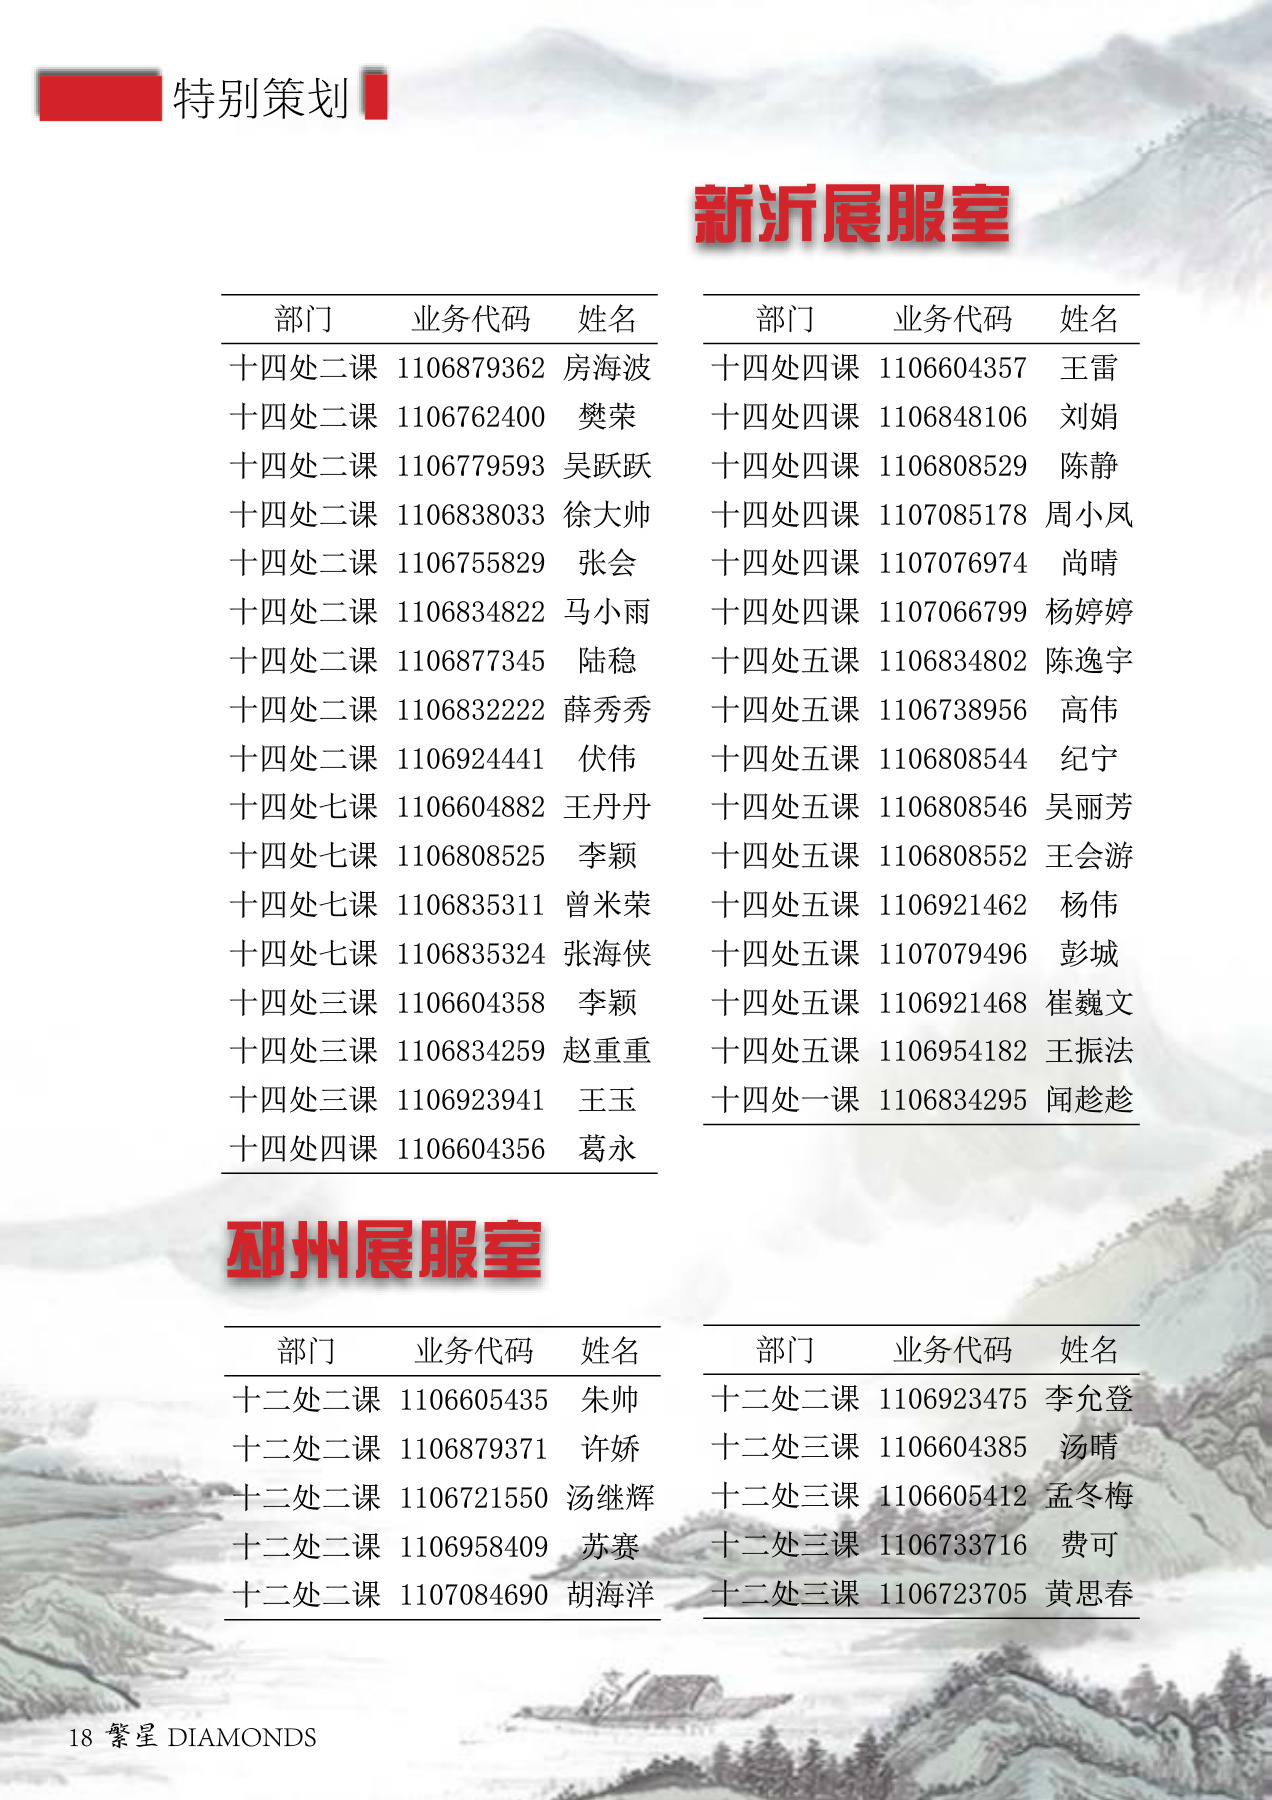 特别策划
新沂展服室
部门 业务代码 姓名
十四处二课 1106879362 房海波
十四处二课 1106762400 樊荣
十四处二课 1106779593 吴跃跃
十四处二课 1106838033 徐大帅
十四处二课 1106755829 张会
十四处二课 1106834822 马小雨
十四处二课 1106877345 陆稳
十四处二课 1106832222 薛秀秀
十四处二课 1106924441 伏伟
十四处七课 1106604882 王丹丹
十四处七课 1106808525 李颖
十四处七课 1106835311 曾米荣
十四处七课 1106835324 张海侠
十四处三课 1106604358 李颖
十四处三课 1106834259 赵重重
十四处三课 1106923941 王玉
十四处四课 1106604356 葛永
部门 业务代码 姓名
十四处四课 1106604357 王雷
十四处四课 1106848106 刘娟
十四处四课 1106808529 陈静
十四处四课 1107085178 周小凤
十四处四课 1107076974 尚晴
十四处四课 1107066799 杨婷婷
十四处五课 1106834802 陈逸宇
十四处五课 1106738956 高伟
十四处五课 1106808544 纪宁
十四处五课 1106808546 吴丽芳
十四处五课 1106808552 王会游
十四处五课 1106921462 杨伟
十四处五课 1107079496 彭城
十四处五课 1106921468 崔巍文
十四处五课 1106954182 王振法
十四处一课 1106834295 闻趁趁
邳州展服室
部门 业务代码 姓名
十二处二课 1106605435 朱帅
十二处二课 1106879371 许娇
十二处二课 1106721550 汤继辉
十二处二课 1106958409 苏赛
十二处二课 1107084690 胡海洋
部门 业务代码 姓名
十二处二课 1106923475 李允登
十二处三课 1106604385 汤晴
十二处三课 1106605412 孟冬梅
十二处三课 1106733716 费可
十二处三课 1106723705 黄思春
18 繁星 DIAMONDS